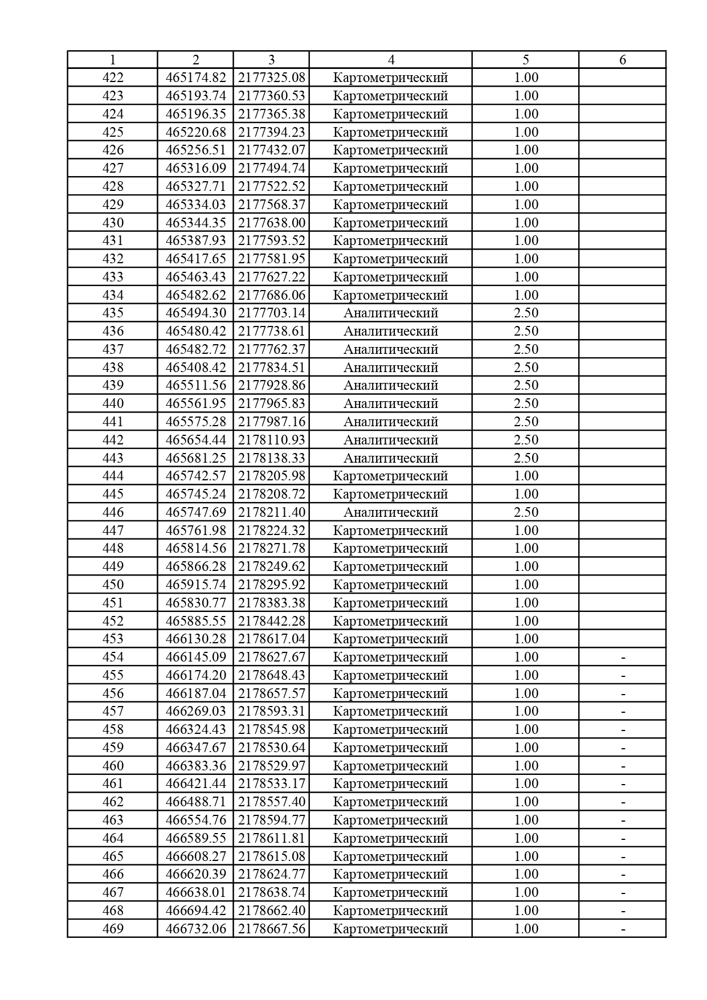 1 2 3 4 5 6
422 465174.82 2177325.08 Картометрический 1.00
423 465193.74 2177360.53 Картометрический 1.00
424 465196.35 2177365.38 Картометрический 1.00
425 465220.68 2177394.23 Картометрический 1.00
426 465256.51 2177432.07 Картометрический 1.00
427 465316.09 2177494.74 Картометрический 1.00
428 465327.71 2177522.52 Картометрический 1.00
429 465334.03 2177568.37 Картометрический 1.00
430 465344.35 2177638.00 Картометрический 1.00
431 465387.93 2177593.52 Картометрический 1.00
432 465417.65 2177581.95 Картометрический 1.00
433 465463.43 2177627.22 Картометрический 1.00
434 465482.62 2177686.06 Картометрический 1.00
435 465494.30 2177703.14 Аналитический 2.50
436 465480.42 2177738.61 Аналитический 2.50
437 465482.72 2177762.37 Аналитический 2.50
438 465408.42 2177834.51 Аналитический 2.50
439 465511.56 2177928.86 Аналитический 2.50
440 465561.95 2177965.83 Аналитический 2.50
441 465575.28 2177987.16 Аналитический 2.50
442 465654.44 2178110.93 Аналитический 2.50
443 465681.25 2178138.33 Аналитический 2.50
444 465742.57 2178205.98 Картометрический 1.00
445 465745.24 2178208.72 Картометрический 1.00
446 465747.69 2178211.40 Аналитический 2.50
447 465761.98 2178224.32 Картометрический 1.00
448 465814.56 2178271.78 Картометрический 1.00
449 465866.28 2178249.62 Картометрический 1.00
450 465915.74 2178295.92 Картометрический 1.00
451 465830.77 2178383.38 Картометрический 1.00
452 465885.55 2178442.28 Картометрический 1.00
453 466130.28 2178617.04 Картометрический 1.00
454 466145.09 2178627.67 Картометрический 1.00 -
455 466174.20 2178648.43 Картометрический 1.00 -
456 466187.04 2178657.57 Картометрический 1.00 -
457 466269.03 2178593.31 Картометрический 1.00 -
458 466324.43 2178545.98 Картометрический 1.00 -
459 466347.67 2178530.64 Картометрический 1.00 -
460 466383.36 2178529.97 Картометрический 1.00 -
461 466421.44 2178533.17 Картометрический 1.00 -
462 466488.71 2178557.40 Картометрический 1.00 -
463 466554.76 2178594.77 Картометрический 1.00 -
464 466589.55 2178611.81 Картометрический 1.00 -
465 466608.27 2178615.08 Картометрический 1.00 -
466 466620.39 2178624.77 Картометрический 1.00 -
467 466638.01 2178638.74 Картометрический 1.00 -
468 466694.42 2178662.40 Картометрический 1.00 -
469 466732.06 2178667.56 Картометрический 1.00 -